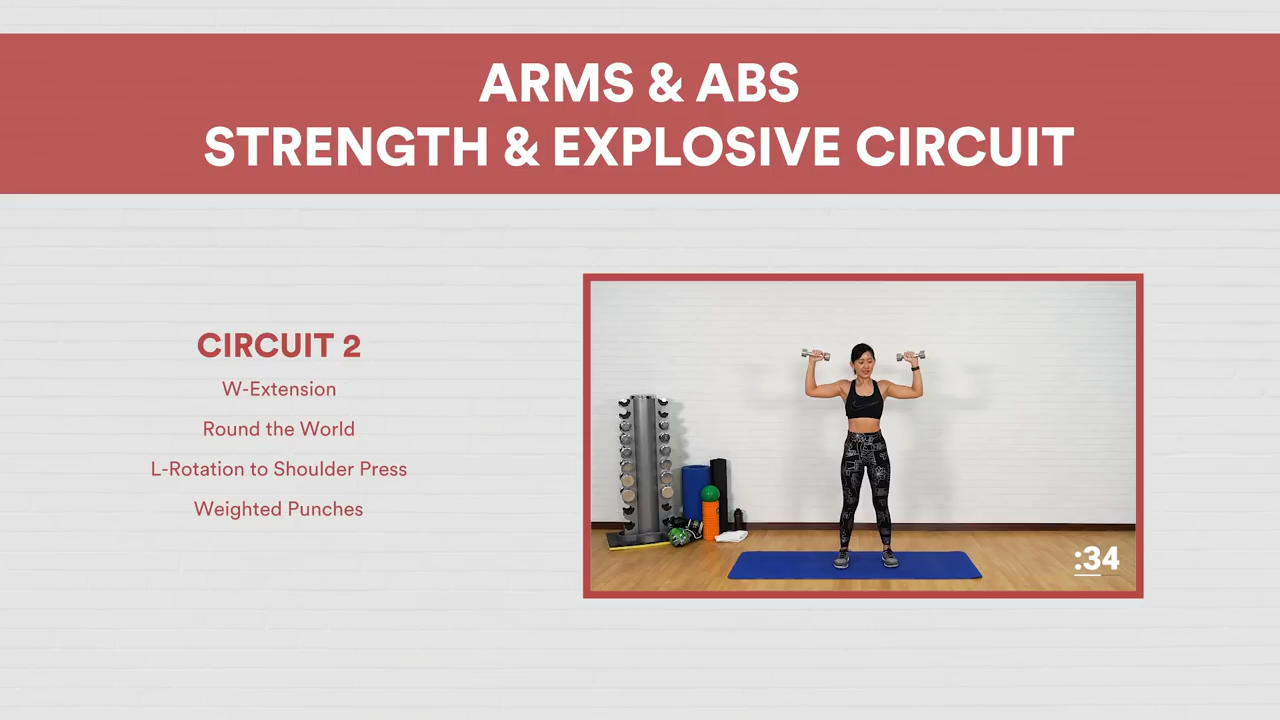 ARMS & ABS
STRENGTH & EXPLOSIVE CIRCUIT
CIRCUIT 2
W-Extension
Round the World
L-Rotation to Shoulder Press
Weighted Punches
:34